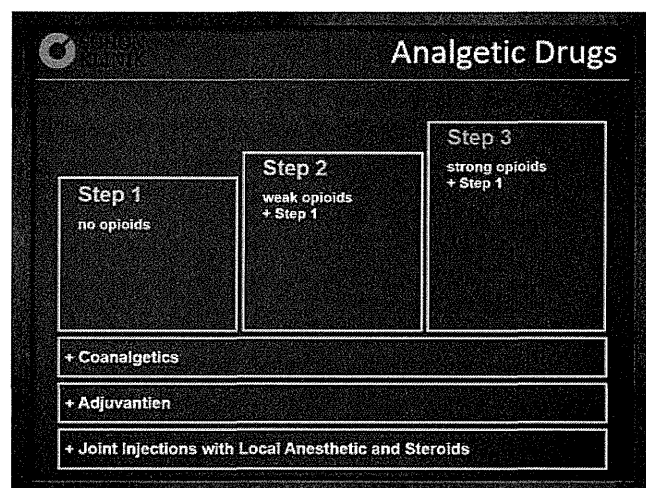 Analgetic Drugs
Step 1
no opioids
Step 2
weak opioids
+ Step 1
Step 3
strong opioids
+ Step 1
+ Coanalgetics
+ Adjuvantien
+ Joint Injections with Local Anesthetic and Steroids